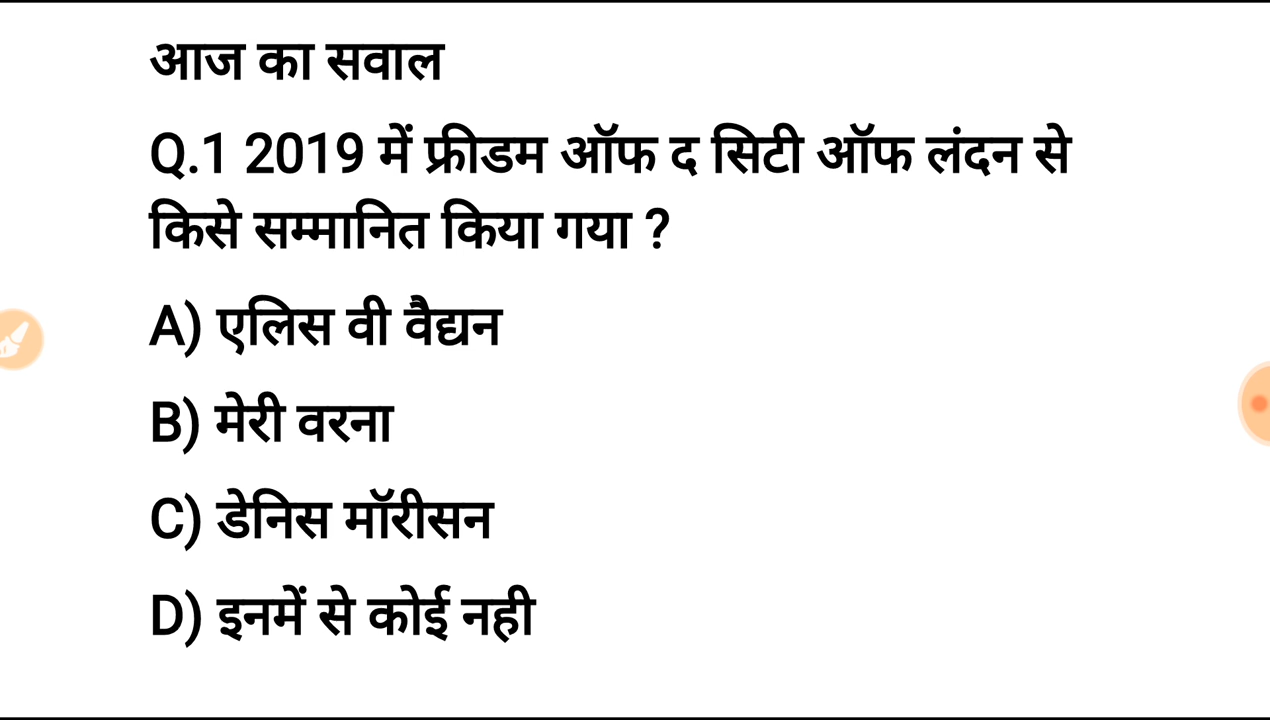 आज का सवाल
Q.1 2019 में फ्रीडम ऑफ द सिटी ऑफ लंदन से
किसे सम्मानित किया गया ?
A) एलिस वी वैद्यन
B) मेरी वरना
C) डेनिस मॉरीसन
D) इनमें से कोई नही